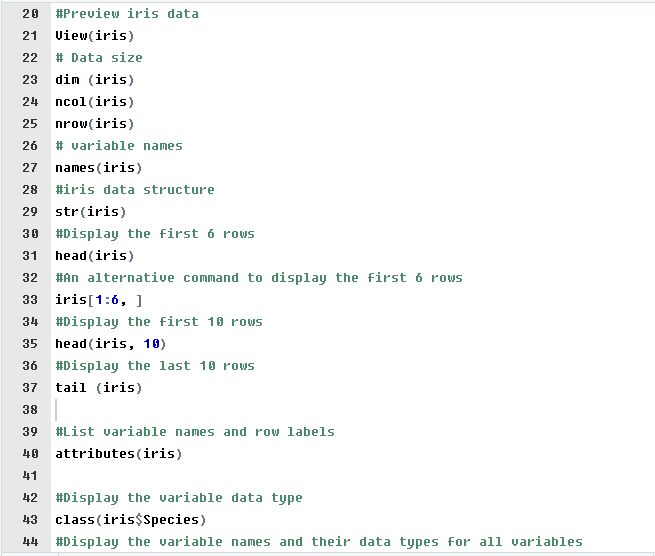 20 #Preview iris data
21 View(iris)
22 # Data size
23 dim (iris)
24 ncol(iris)
25 nrow(iris)
26 # variable names
27 names(iris)
28 #iris data structure
29 str(iris)
30 #Display the first 6 rows
31 head(iris)
32 #An alternative command to display the first 6 rows
33 iris[1:6, ]
34 #Display the first 10 rows
35 head(iris, 10)
36 #Display the last 10 rows
37 tail (iris)
38
39 #List variable names and row labels
40 attributes(iris)
41
42 #Display the variable data type
43 class(iris$Species)
44 #Display the variable names and their data types for all variables